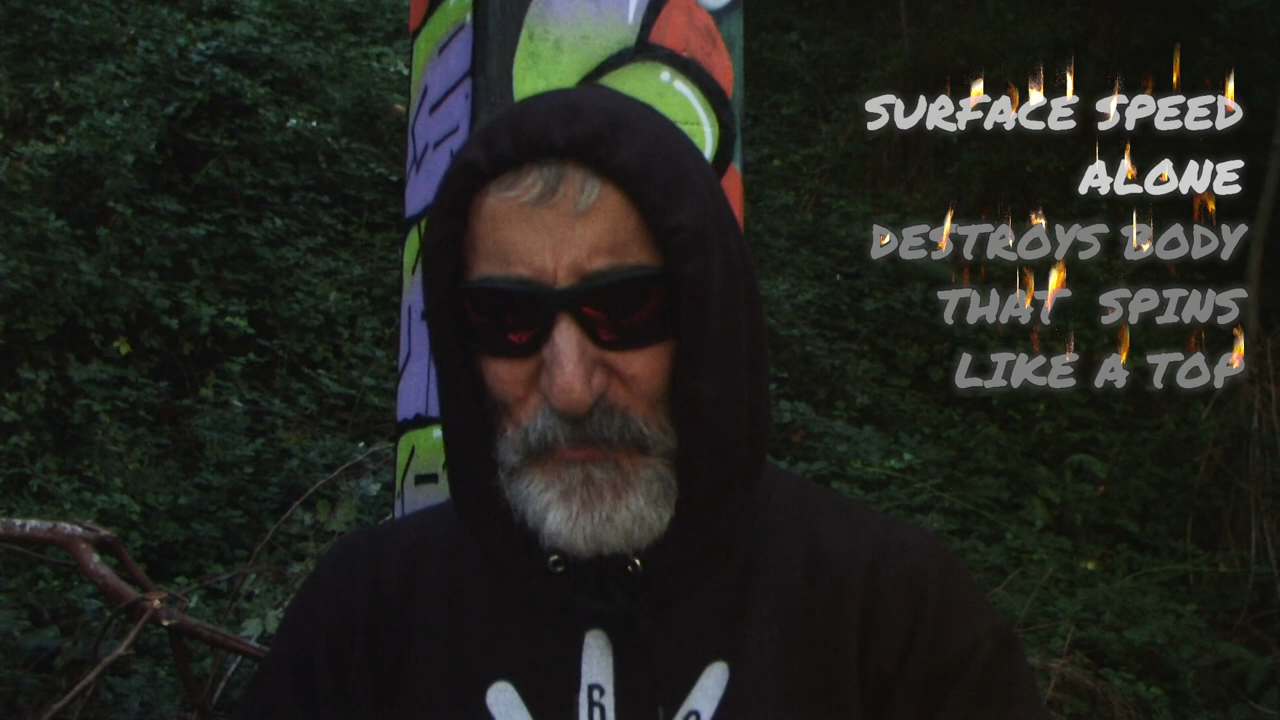 SURFACE SPEED
ALONE
DESTROYS BODY
THAT SPINS
LIKE A TOP